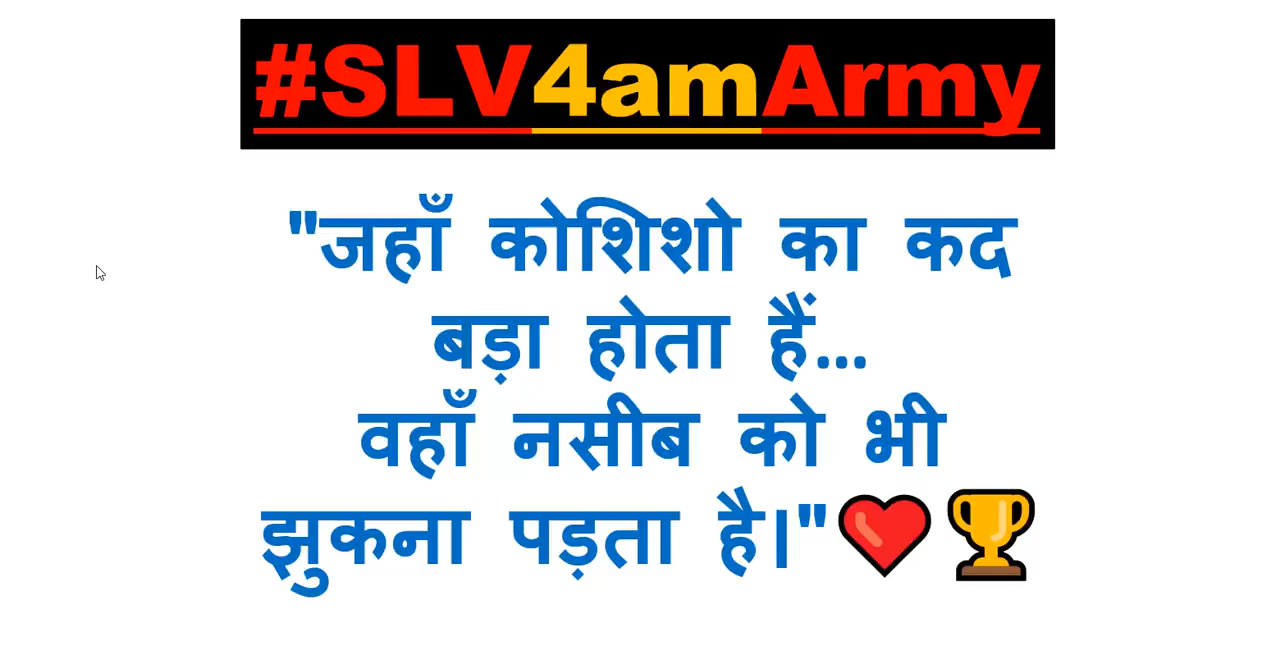 #SLV4amArmy
"जहाँ कोशिशो का कद
बड़ा होता हैं...
वहाँ नसीब को भी
झुकना पड़ता है।"❤🏆